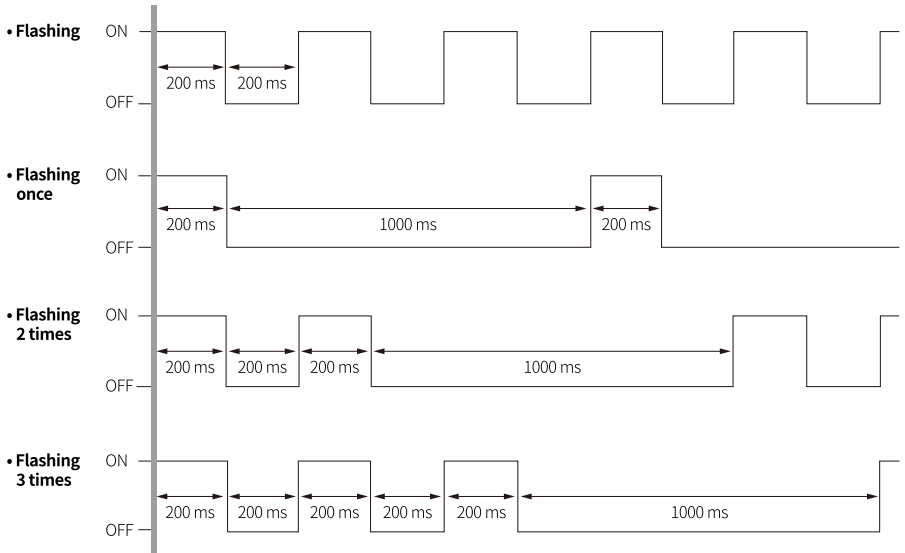 • Flashing ON
200 ms 200 ms
OFF
• Flashing ON
once
200 ms 1000 ms 200 ms
OFF
• Flashing ON
2 times
200 ms 200 ms 200 ms 1000 ms
OFF
• Flashing ON
3 times
200 ms 200 ms 200 ms 200 ms 200 ms 1000 ms
OFF